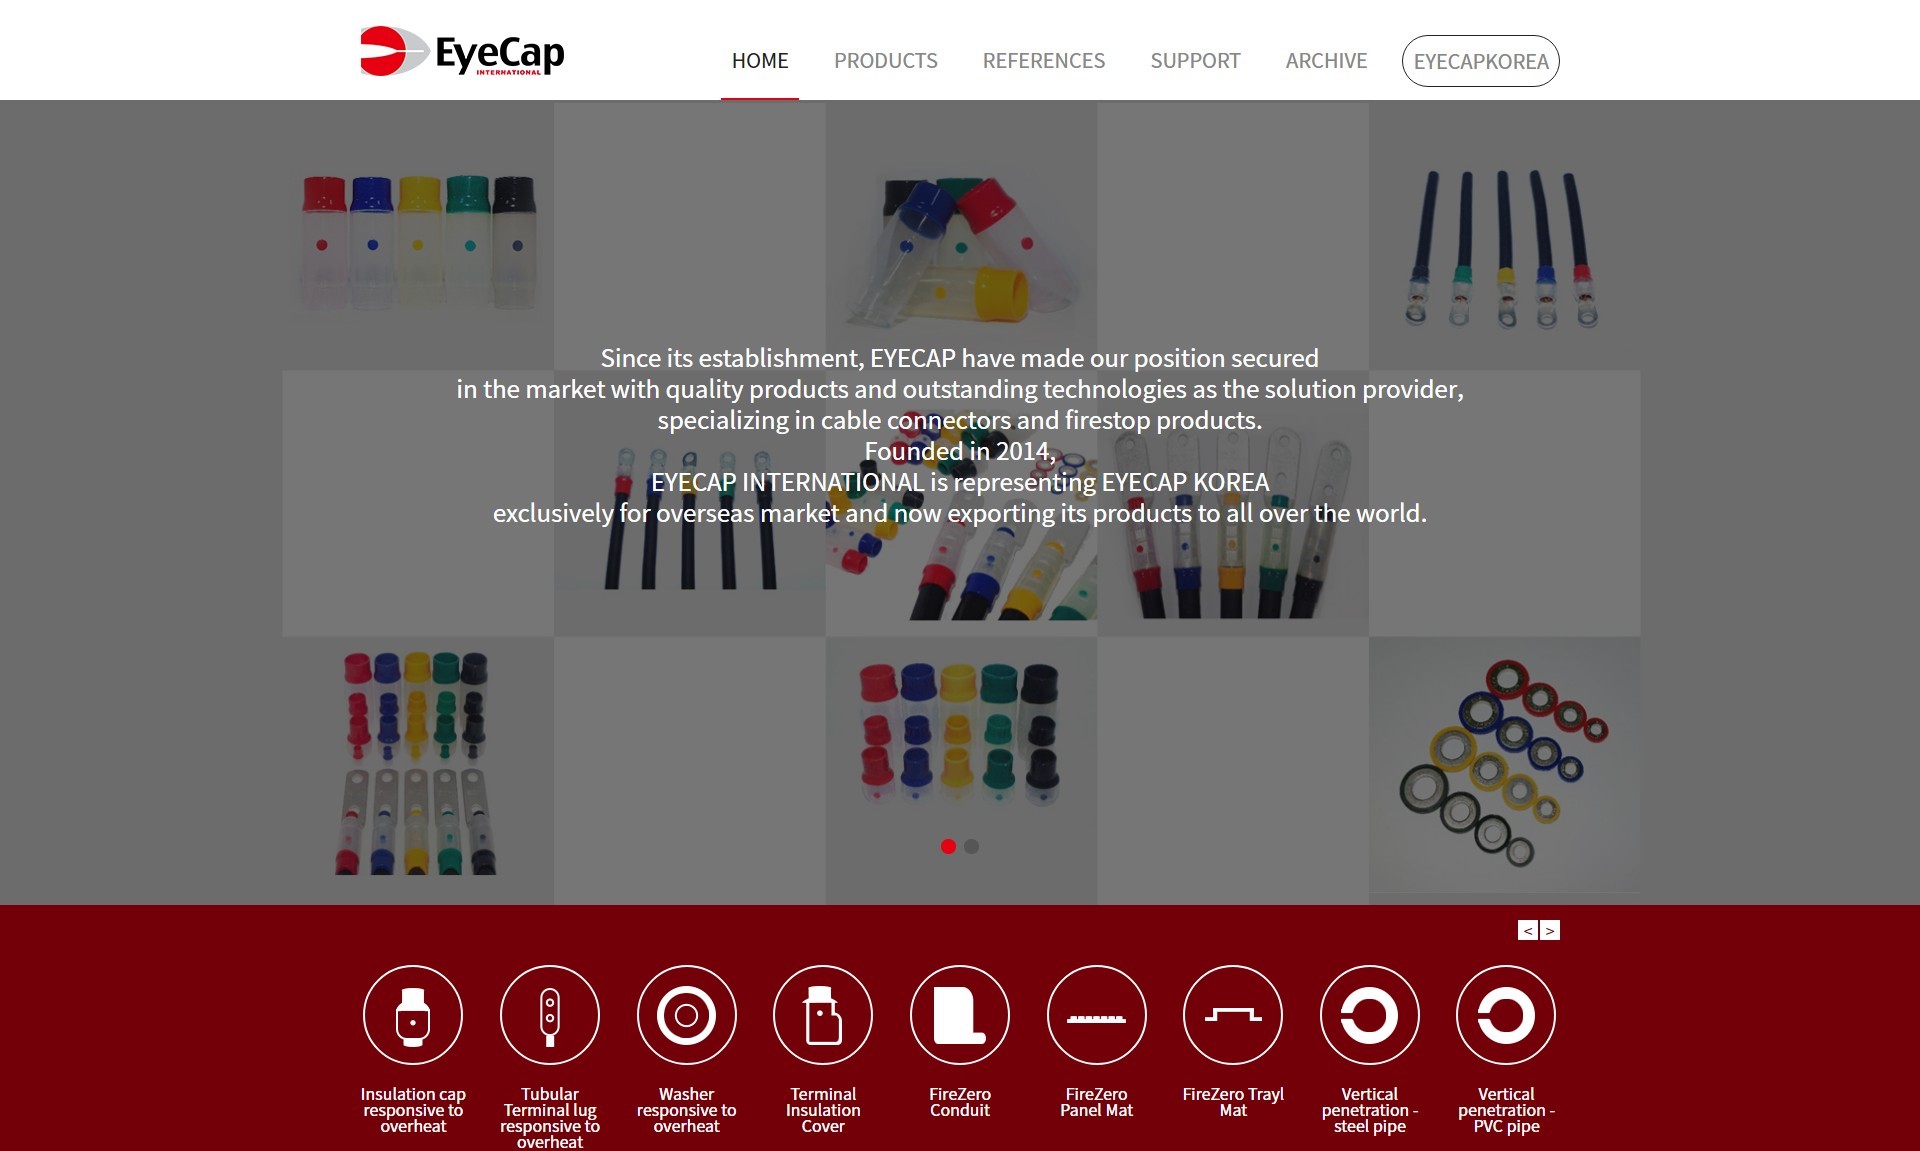 EyeCap
INTERNATIONAL
HOME
PRODUCTS
REFERENCES
SUPPORT
ARCHIVE
EYECAPKOREA
Since its establishment, EYECAP have made our position secured
in the market with quality products and outstanding technologies as the solution provider,
specializing in cable connectors and firestop products.
Founded in 2014,
EYECAP INTERNATIONAL is representing EYECAP KOREA
exclusively for overseas market and now exporting its products to all over the world.
< >
Insulation cap
responsive to
overheat
Tubular
Terminal lug
responsive to
overheat
Washer
responsive to
overheat
Terminal
Insulation
Cover
FireZero
Conduit
FireZero
Panel Mat
FireZero Trayl
Mat
Vertical
penetration -
steel pipe
Vertical
penetration -
PVC pipe